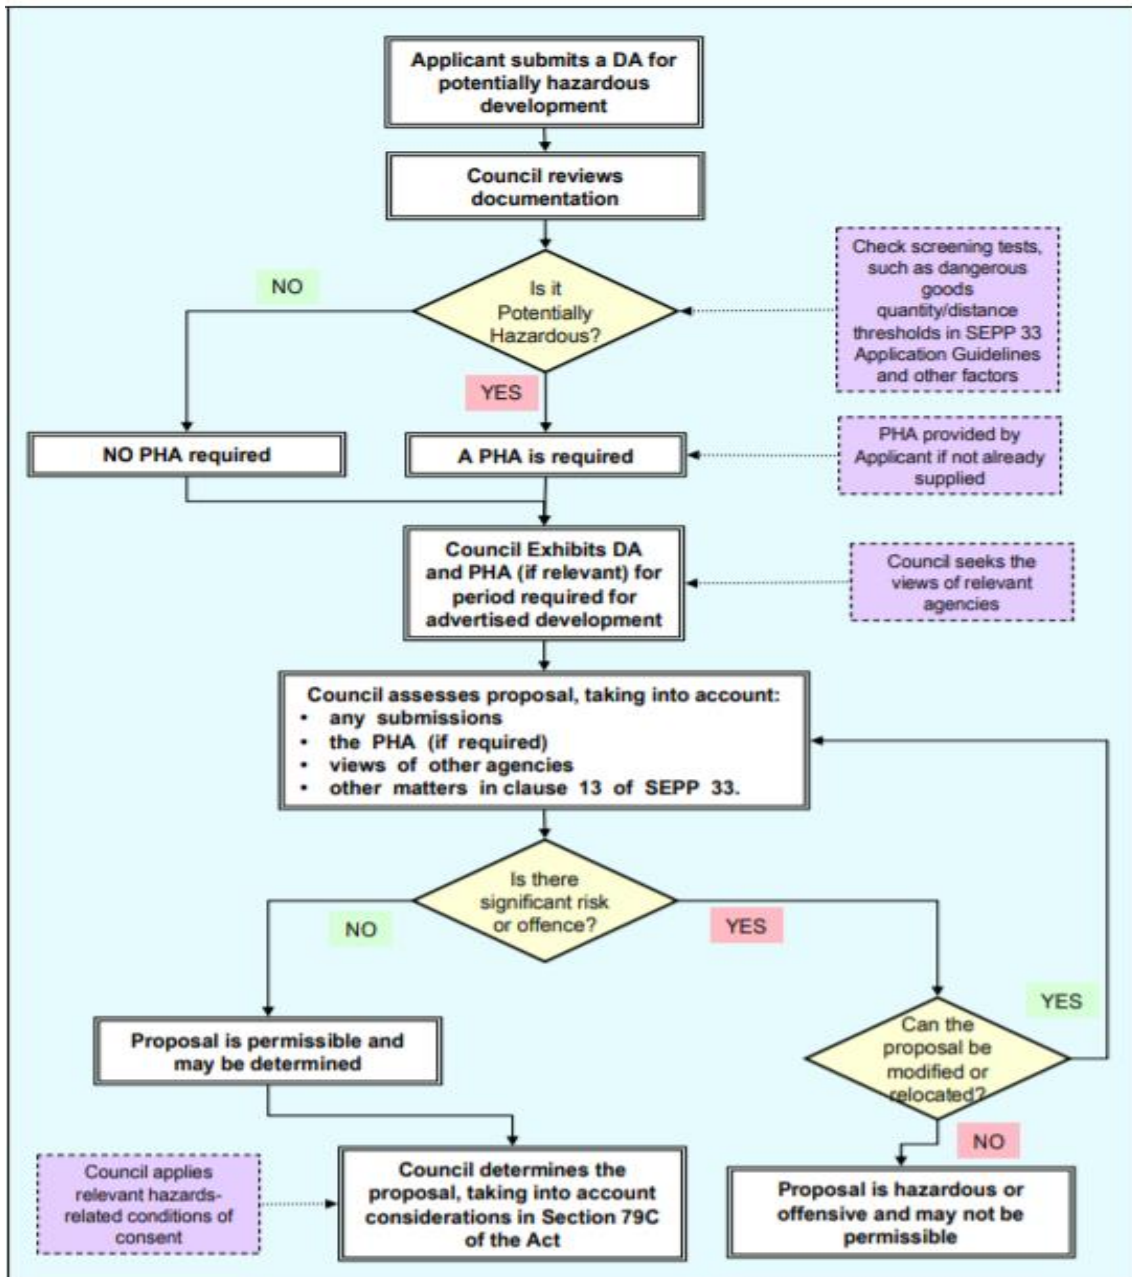 Applicant submits a DA for
potentially hazardous
development
Council reviews
documentation
Check screening tests,
such as dangerous
goods
quantity/distance
thresholds in SEPP 33
Application Guidelines
and other factors
NO
Is it
Potentially
Hazardous?
YES
NO PHA required
A PHA is required
PHA provided by
Applicant if not already
supplied
Council Exhibits DA
and PHA (if relevant) for
period required for
advertised development
Council seeks the
views of relevant
agencies
Council assesses proposal, taking into account:
• any submissions
• the PHA (if required)
• views of other agencies
• other matters in clause 13 of SEPP 33.
Is there
significant risk
or offence?
NO
YES
YES
Proposal is permissible and
may be determined
Can the
proposal be
modified or
relocated?
NO
Council applies
relevant hazards-
related conditions of
consent
Council determines the
proposal, taking into account
considerations in Section 79C
of the Act
Proposal is hazardous or
offensive and may not be
permissible